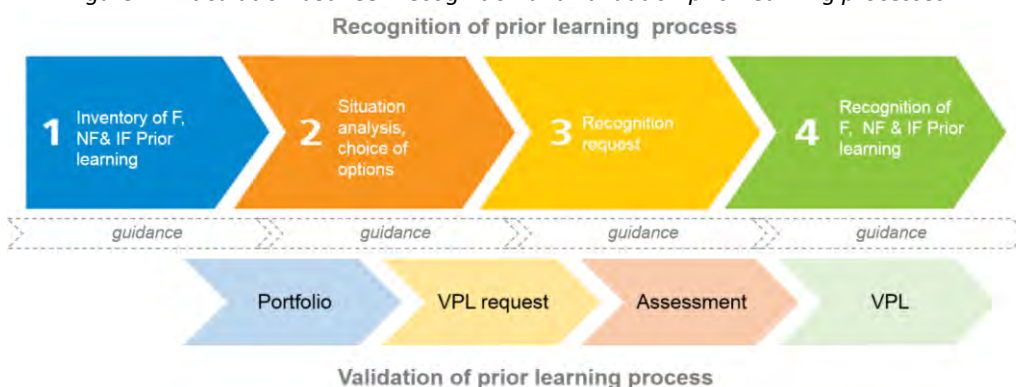 Recognition of prior learning process
1
Inventory of F,
NF& IF Prior
learning
2
Situation
analysis,
choice of
options
3
Recognition
request
4
Recognition of
F, NF & IF Prior
learning
guidance
guidance
guidance
guidance
Portfolio
VPL request
Assessment
VPL
Validation of prior learning process